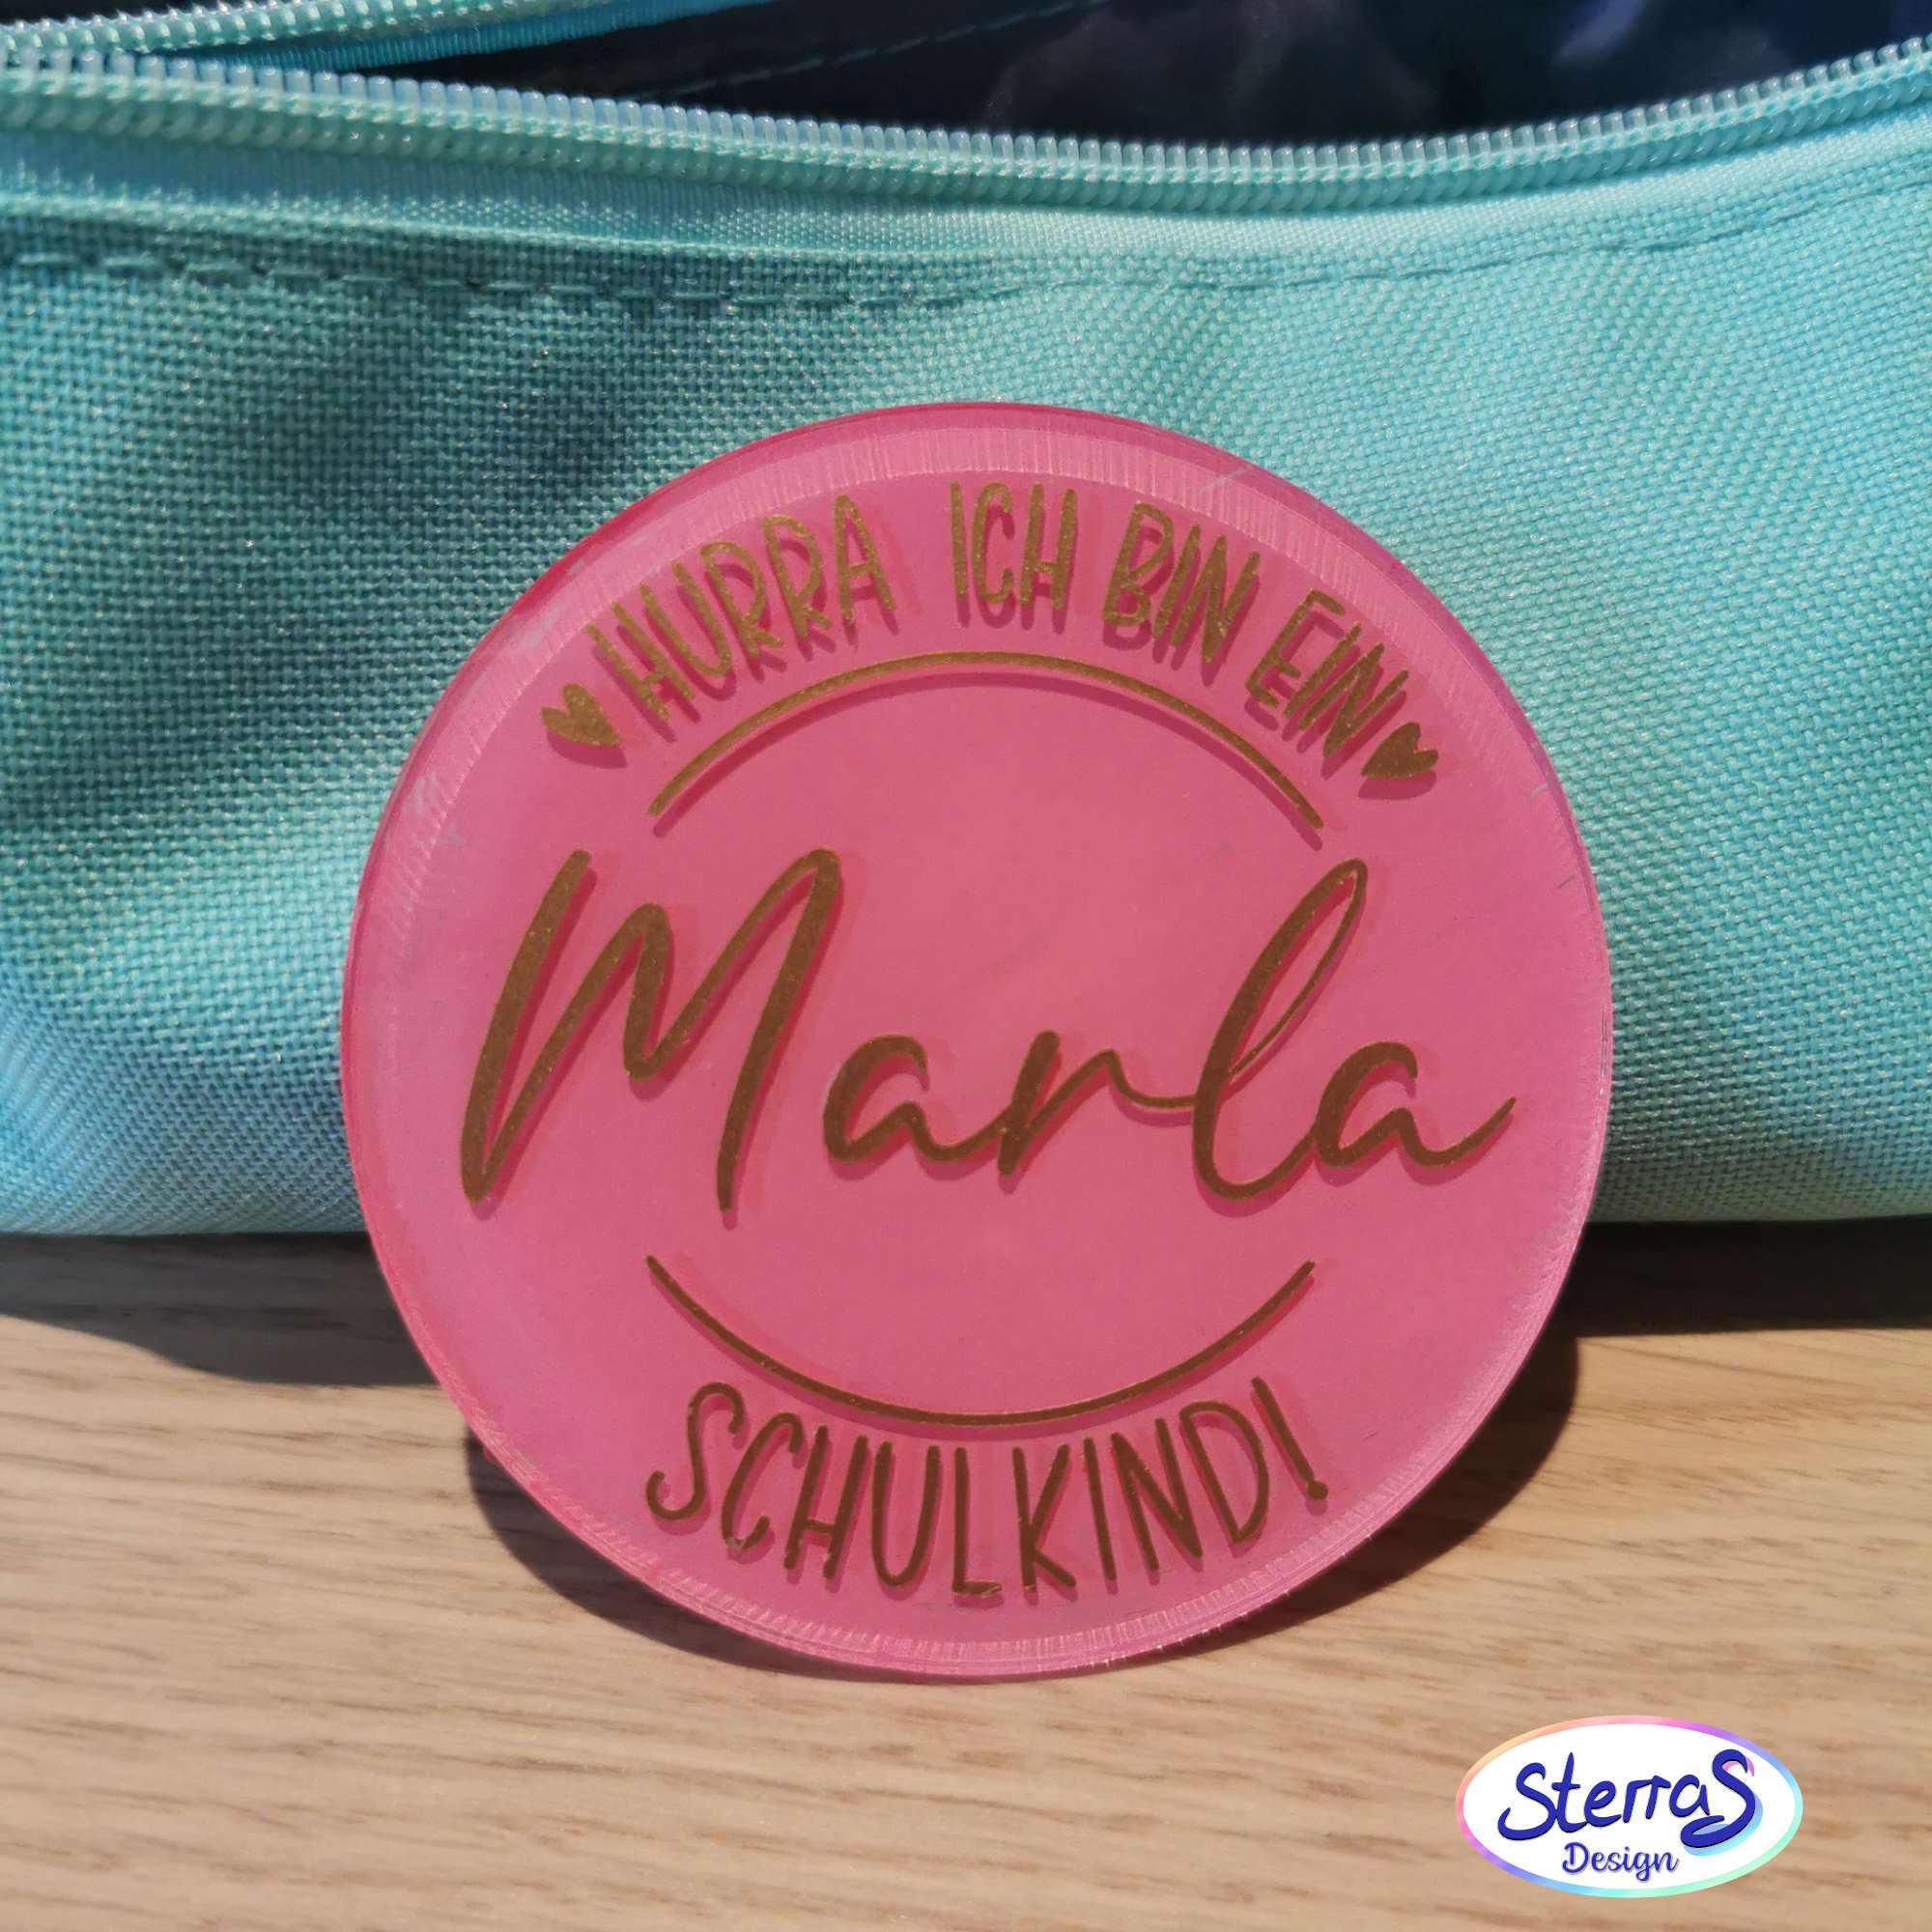 HURRA ICH BIN EIN
Marla
SCHULKIND!
SterraS
Design